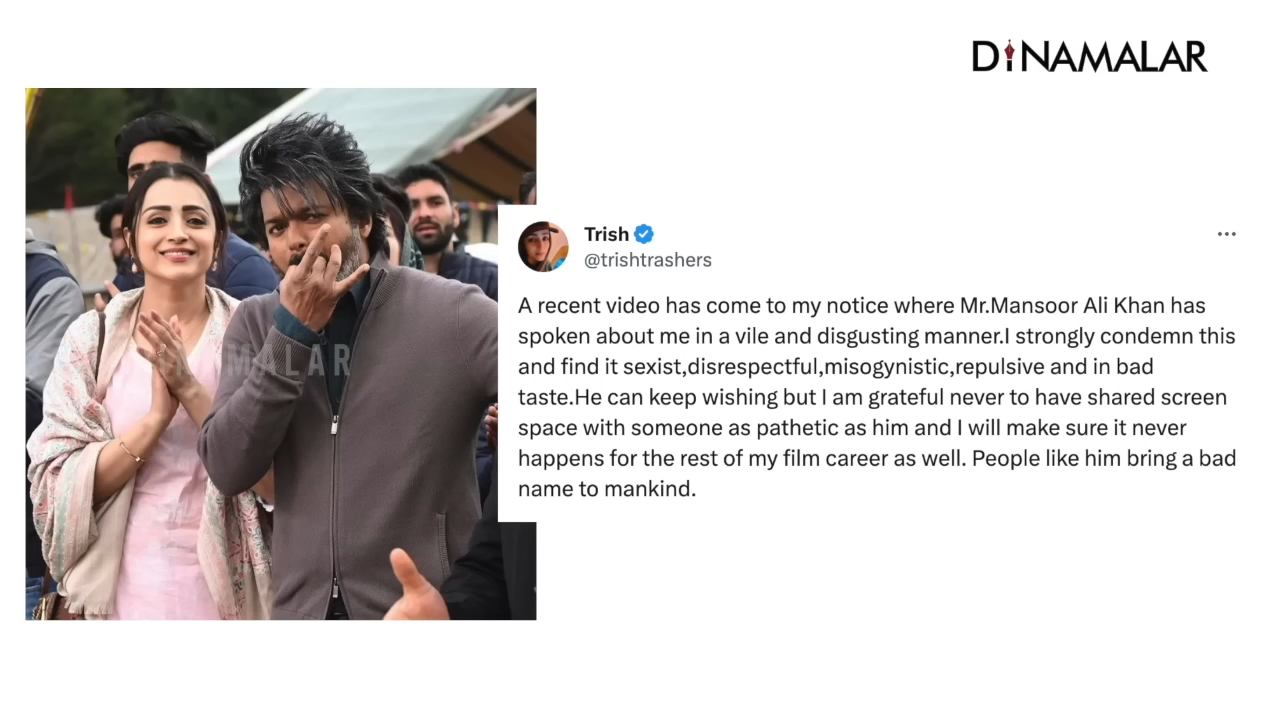 DINAMALAR
Trish
@trishtrashers
A recent video has come to my notice where Mr.Mansoor Ali Khan has
spoken about me in a vile and disgusting manner.I strongly condemn this
and find it sexist,disrespectful,misogynistic,repulsive and in bad
taste.He can keep wishing but I am grateful never to have shared screen
space with someone as pathetic as him and I will make sure it never
happens for the rest of my film career as well. People like him bring a bad
name to mankind.
DINAMALAR